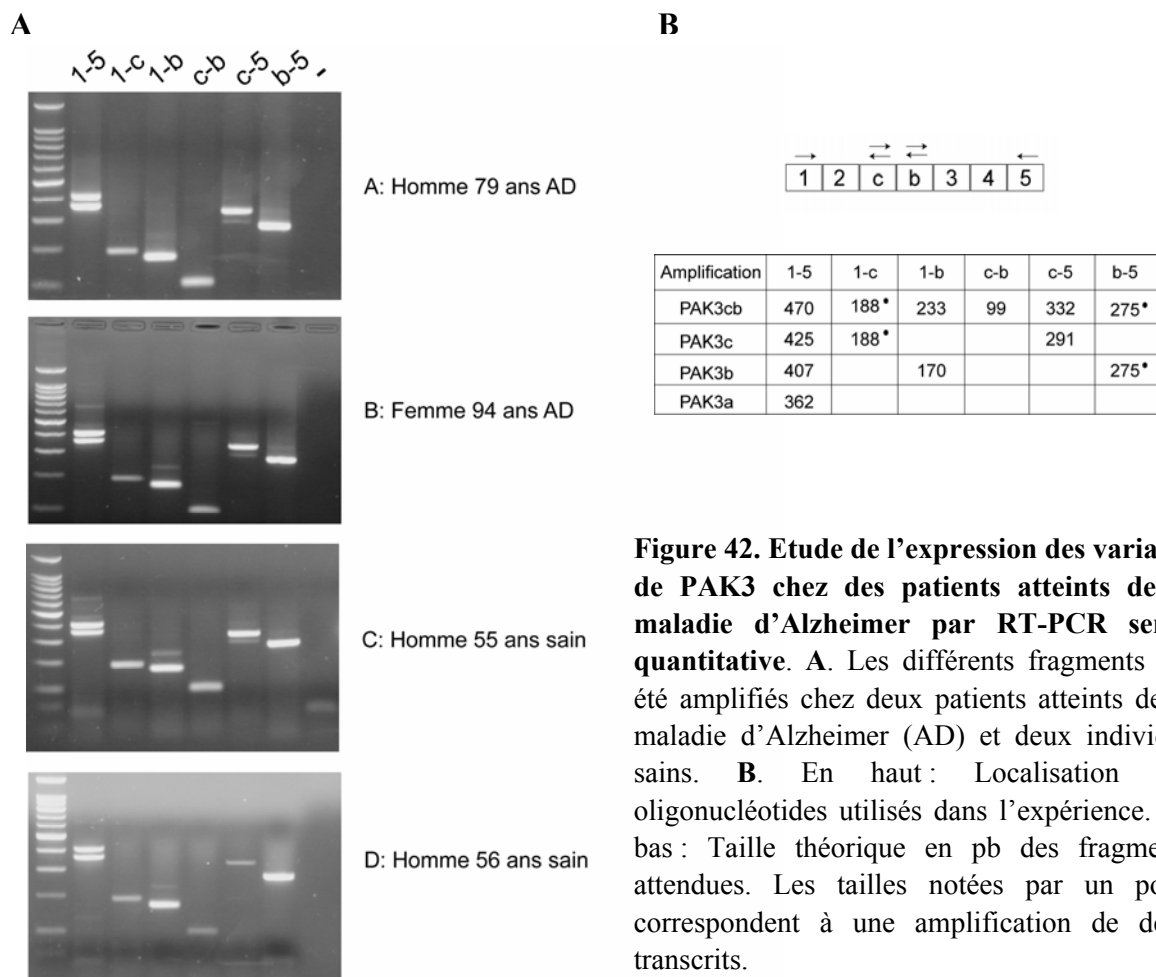 A
B
1-5 1-c 1-b c-b c-5 b-5 -
A: Homme 79 ans AD
B: Femme 94 ans AD
C: Homme 55 ans sain
D: Homme 56 ans sain
1 2 c b 3 4 5
Amplification 1-5 1-c 1-b c-b c-5 b-5
PAK3cb 470 188• 233 99 332 275•
PAK3c 425 188• 291
PAK3b 407 170 275•
PAK3a 362
Figure 42. Etude de l'expression des varia
de PAK3 chez des patients atteints de
maladie d'Alzheimer par RT-PCR se
quantitative. A. Les différents fragments
été amplifiés chez deux patients atteints de
maladie d'Alzheimer (AD) et deux individ
sains. B. En haut : Localisation
oligonucléotides utilisés dans l'expérience.
bas : Taille théorique en pb des fragme
attendues. Les tailles notées par un po
correspondent à une amplification de d
transcrits.